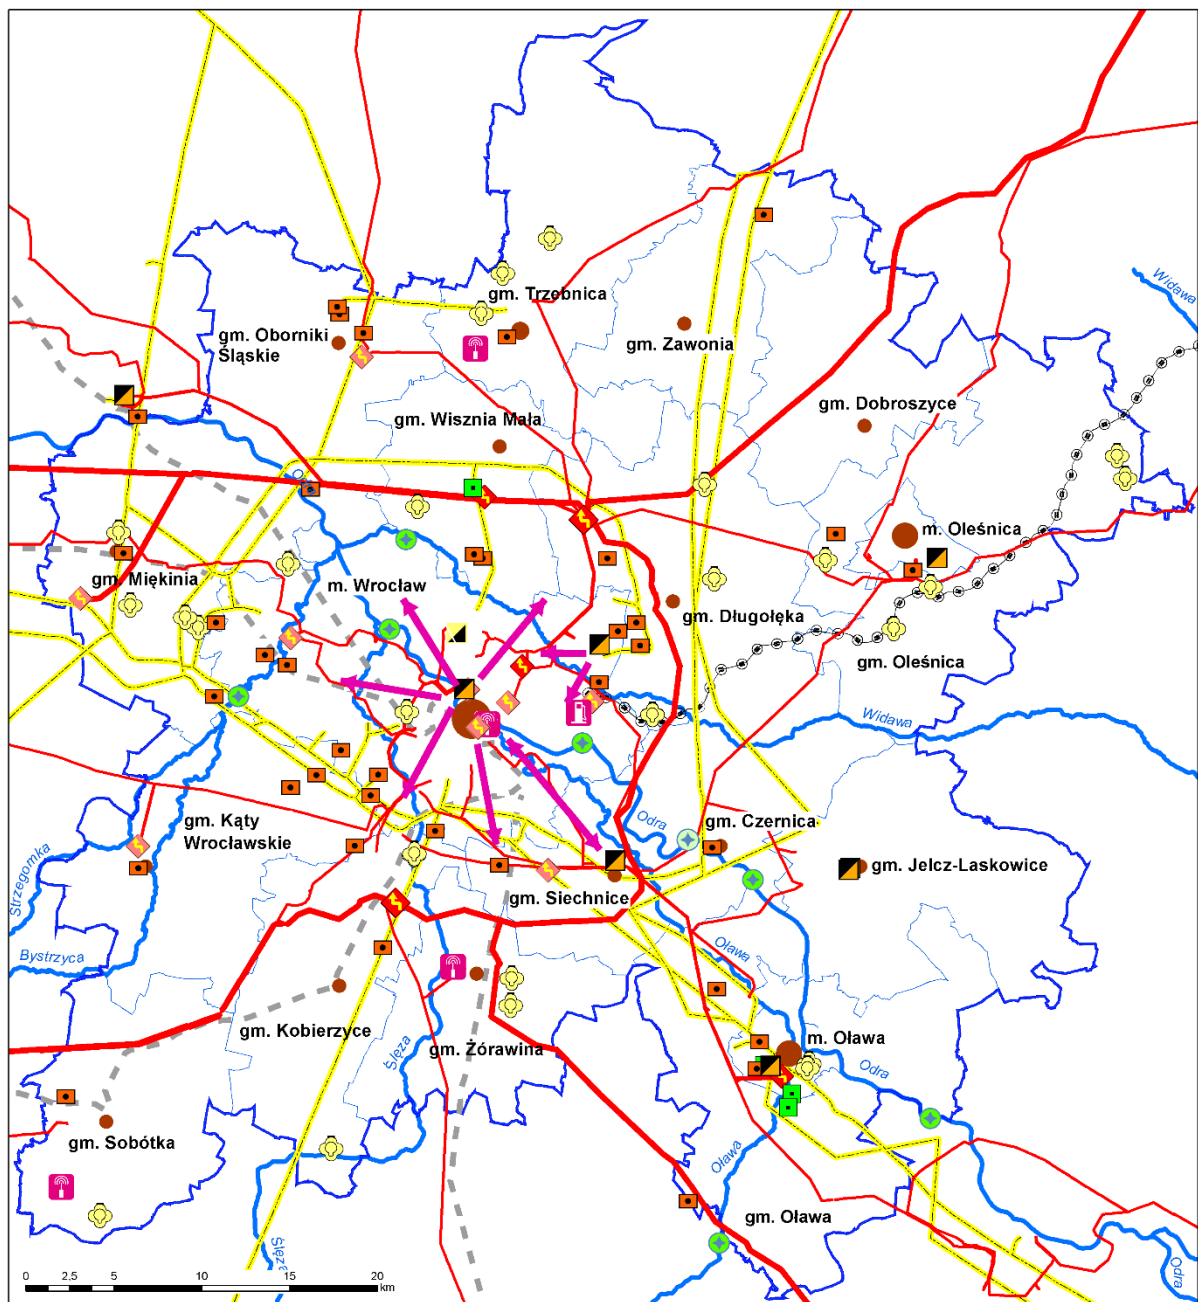 Widawa
gm. Trzebnica
gm. Oborniki
Śląskie
gm. Zawonia
gm. Dobroszyce
gm. Wisznia Mała
m. Oleśnica
gm. Miękinia
m. Wrocław
gm. Długołęka
gm. Oleśnica
Widawa
Odra
gm. Czernica
gm. Kąty
Wrocławskie
gm. Jelcz-Laskowice
Strzegomka
gm. Siechnice
Bystrzyca
Oława
gm. Kobierzyce
Ślęza
gm. Żórawina
m. Oława
Odra
gm. Sobótka
Oława
gm. Oława
Ślęza
Odra
0 2,5 5 10 15 20
km